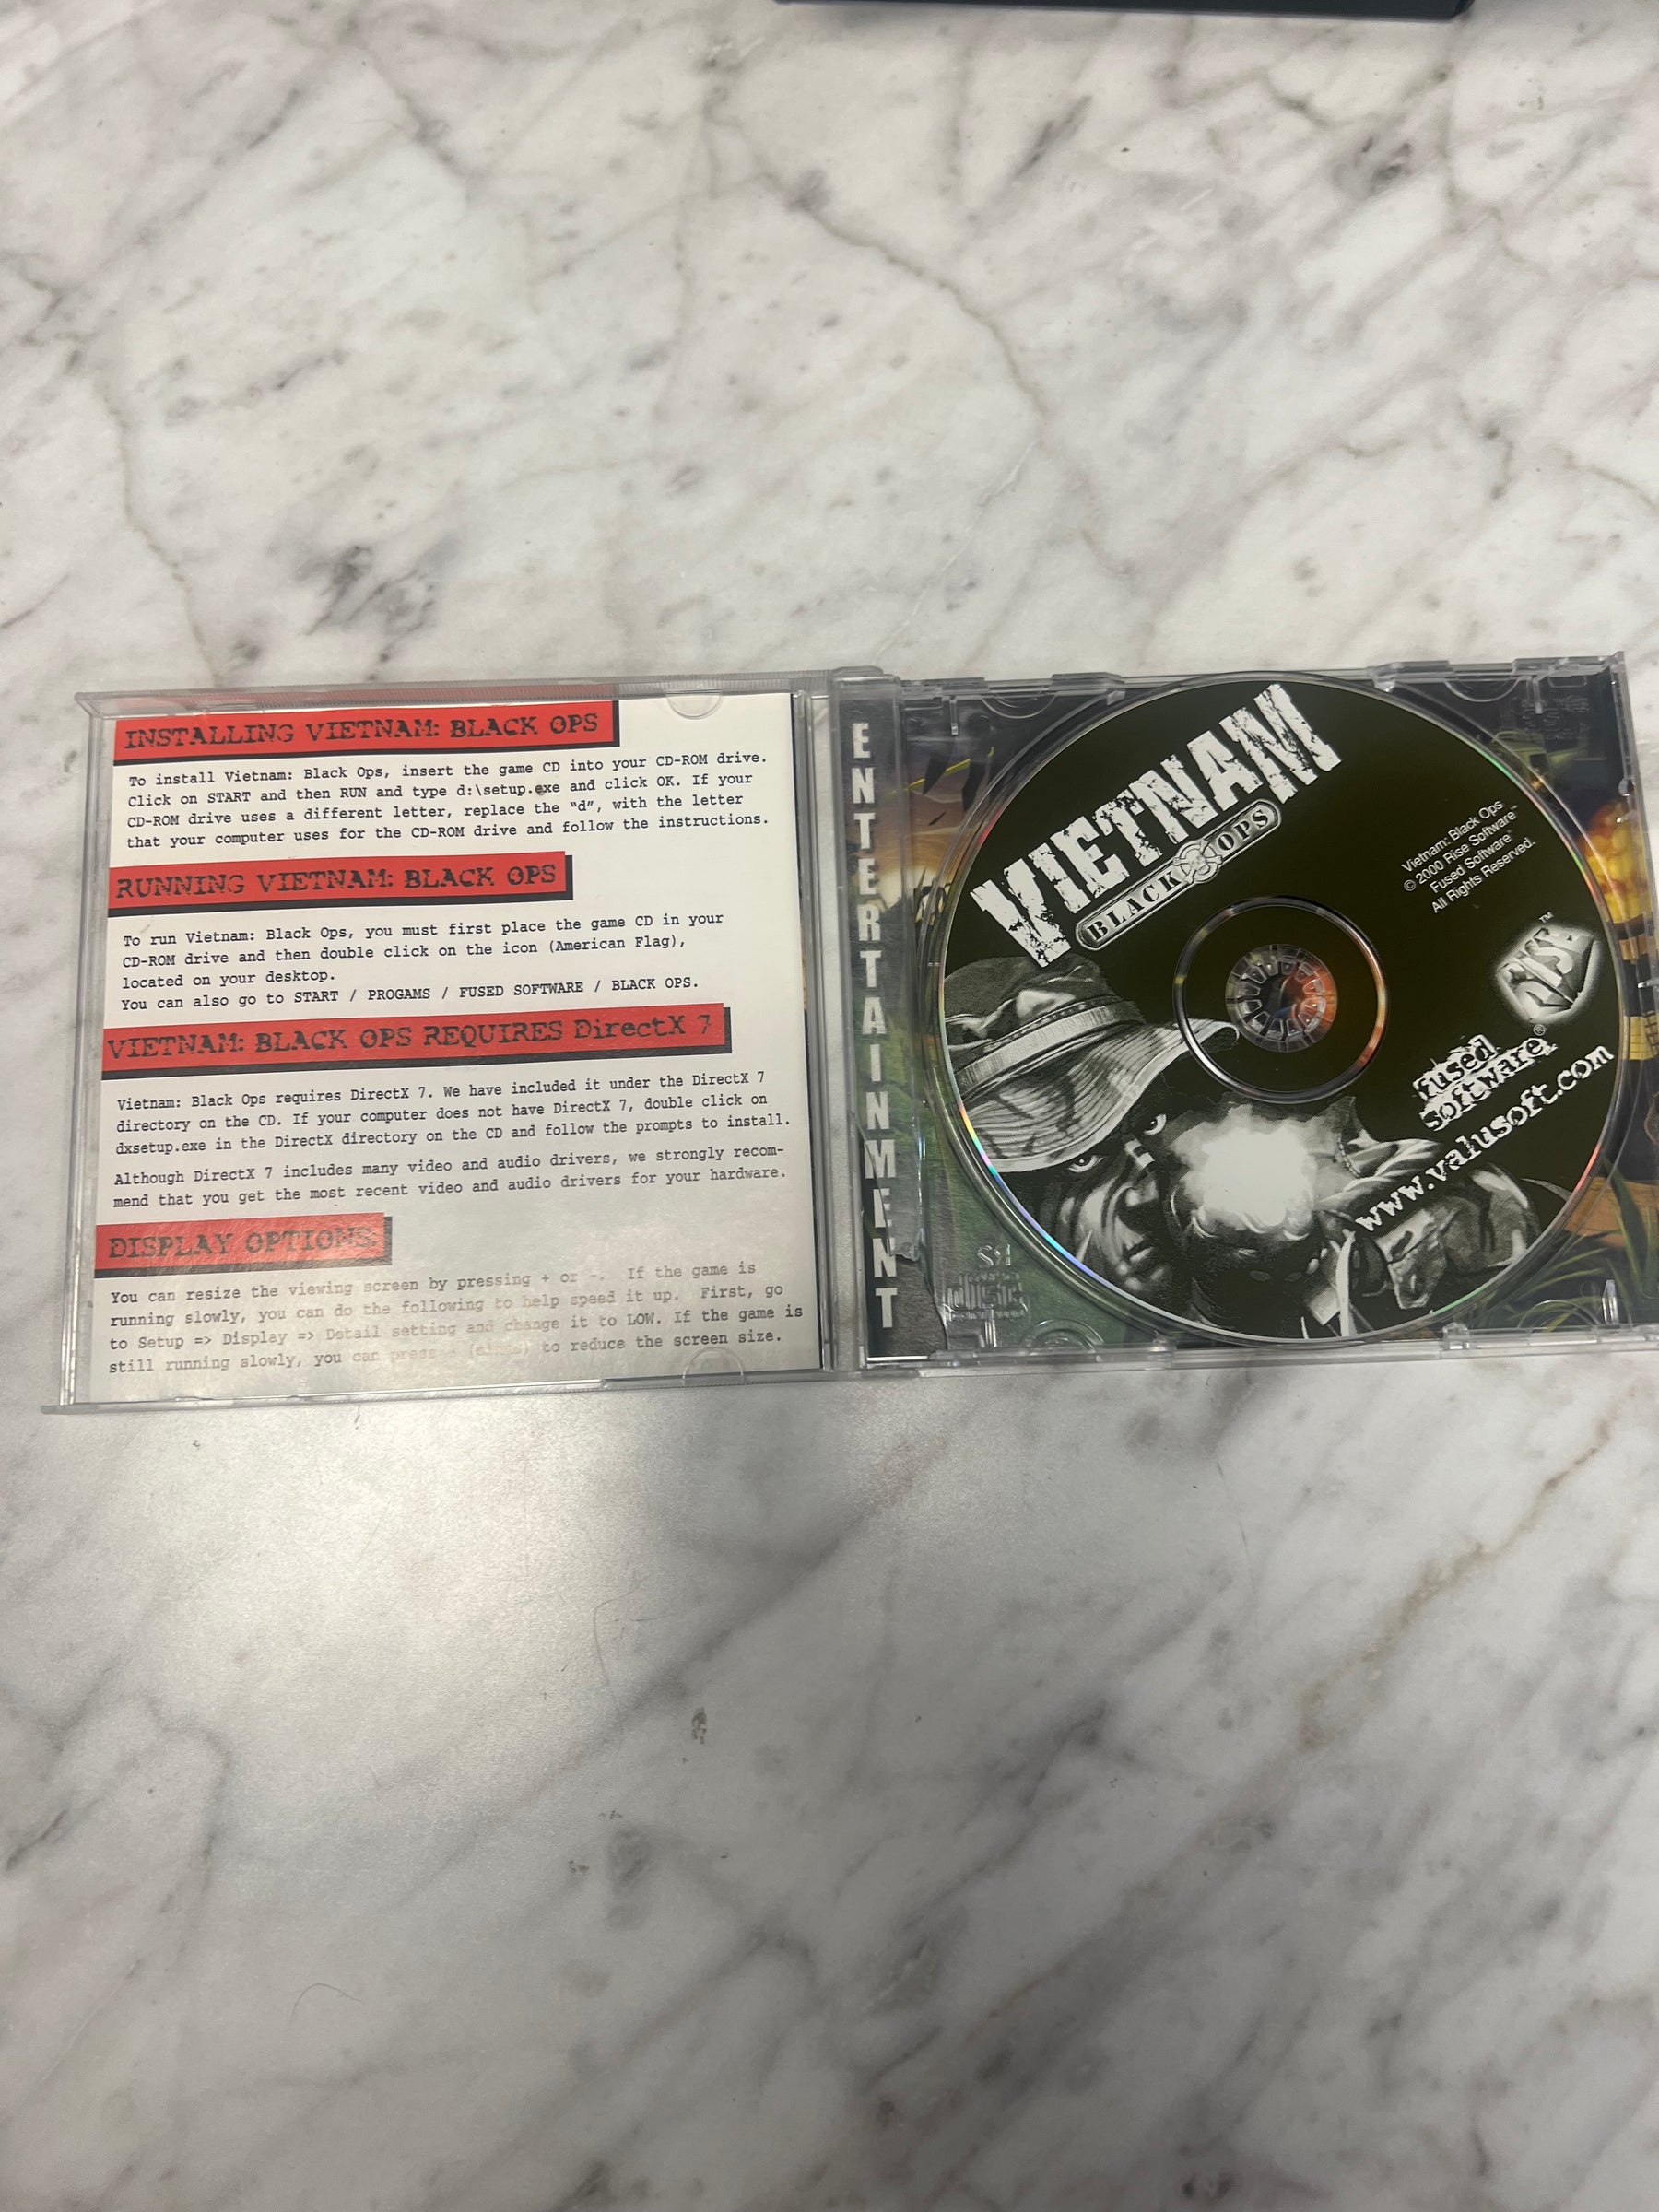 INSTALLING VIETNAM: BLACK OPS
To install Vietnam: Black Ops, insert the game CD into your CD-ROM drive.
Click on START and then RUN and type d:\setup.exe and click OK. If your
CD-ROM drive uses a different letter, replace the "d", with the letter
that your computer uses for the CD-ROM drive and follow the instructions.
RUNNING VIETNAM: BLACK OPS
To run Vietnam: Black Ops, you must first place the game CD in your
CD-ROM drive and then double click on the icon (American Flag),
located on your desktop.
You can also go to START / PROGAMS / FUSED SOFTWARE / BLACK OPS.
VIETNAM: BLACK OPS REQUIRES DirectX 7
Vietnam: Black Ops requires DirectX 7. We have included it under the DirectX 7
directory on the CD. If your computer does not have DirectX 7, double click on
dxsetup.exe in the DirectX directory on the CD and follow the prompts to install.
Although DirectX 7 includes many video and audio drivers, we strongly recom-
mend that you get the most recent video and audio drivers for your hardware.
DISPLAY OPTIONS
You can resize the viewing screen by pressing + or -. If the game is
running slowly, you can do the following to help speed it up. First, go
to Setup => Display => Detail setting and change it to LOW. If the game is
still running slowly, you can press - (minus) to reduce the screen size.
ENTERTAINMENT
VIETNAM
BLACK OPS
Vietnam: Black Ops
© 2000 Rise Software™
Fused Software™
All Rights Reserved.
RISE™
fused
software®
www.valusoft.com